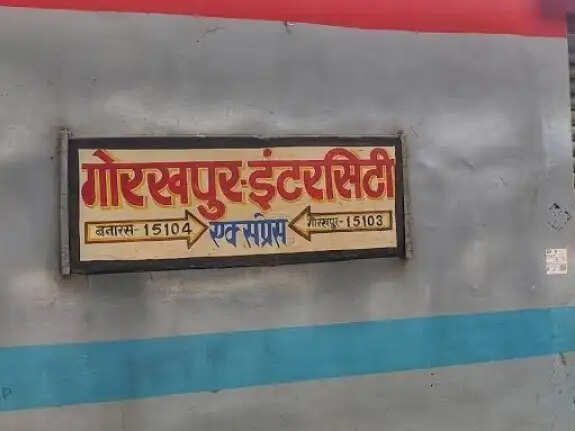 गोरखपुर-इंटरसिटी
बनारस-15104 एक्सप्रेस गोरखपुर-15103